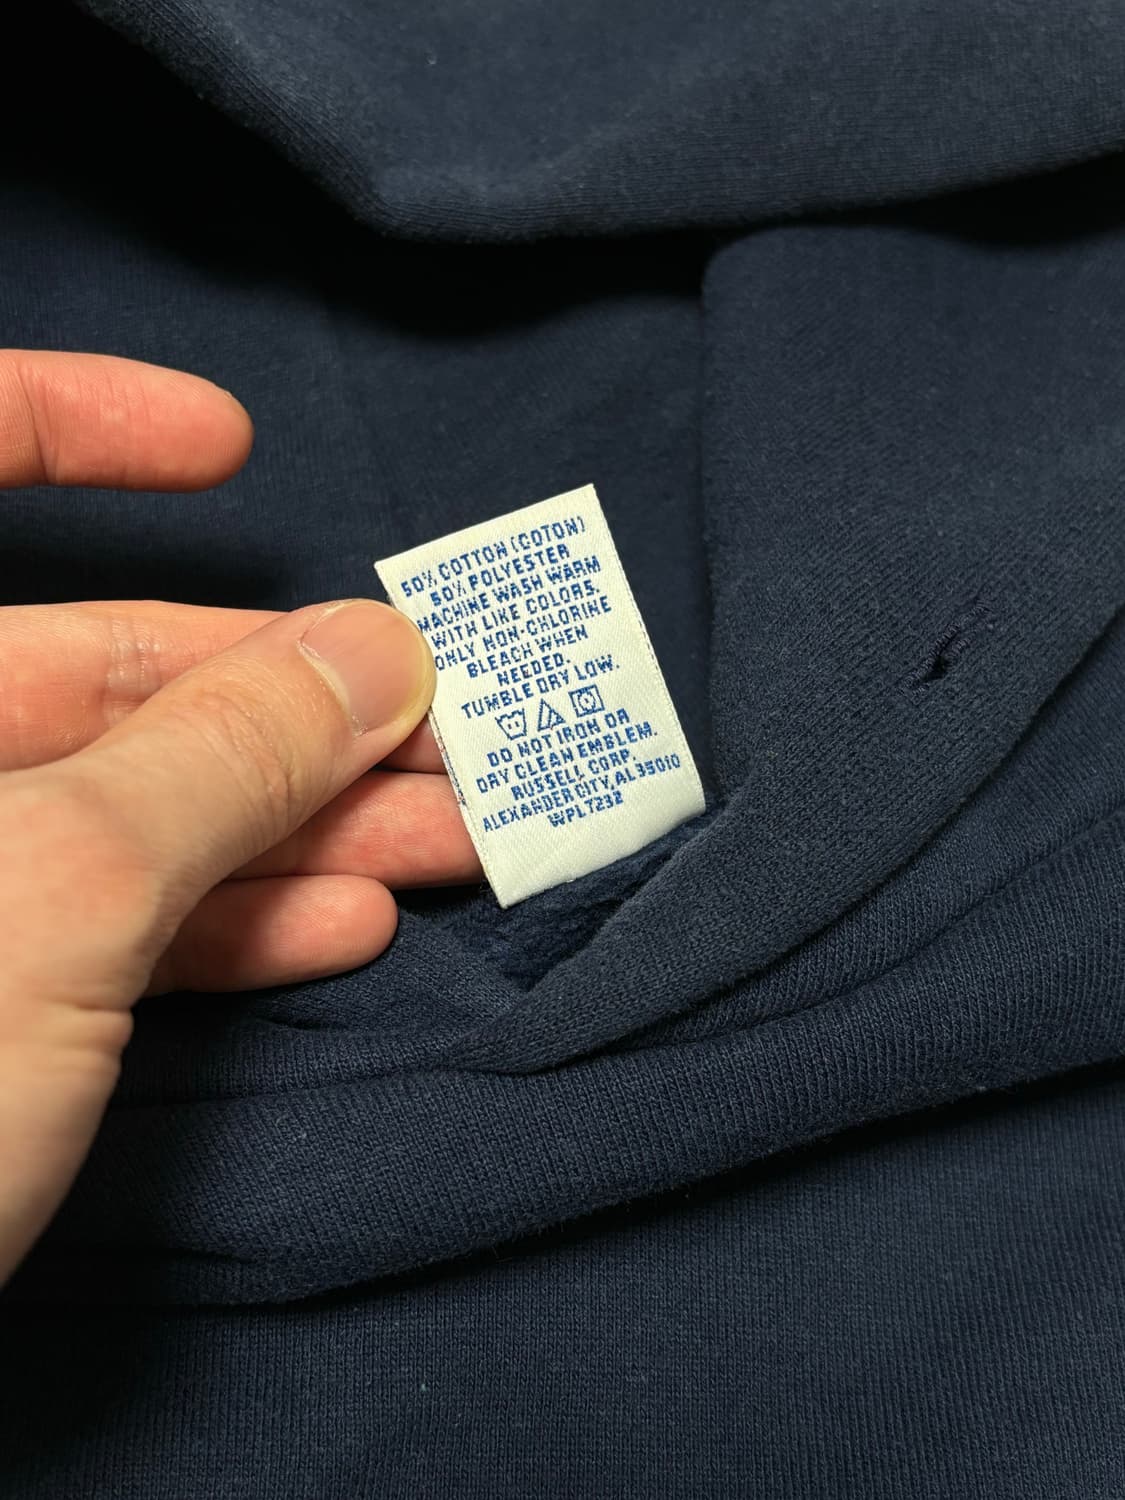 50% COTTON (COTON)
50% POLYESTER
MACHINE WASH WARM
WITH LIKE COLORS.
ONLY NON-CHLORINE
BLEACH WHEN
NEEDED.
TUMBLE DRY LOW.
DO NOT IRON OR
DRY CLEAN EMBLEM.
RUSSELL CORP.
ALEXANDER CITY, AL 35010
WPL 7232